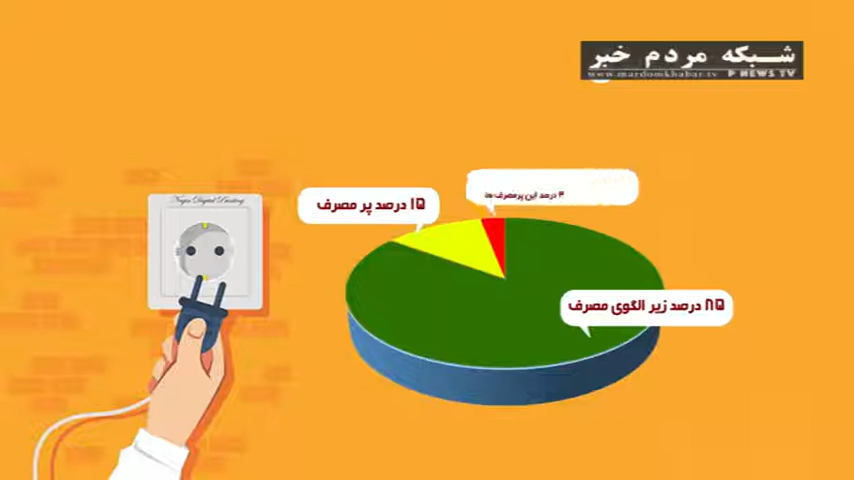 شبکه مردم خبر
www.mardomkhabar.tv P NEWS TV
Negin Digital Printing
۱۵ درصد پر مصرف
۳ درصد این پرمصرف ها
۸۵ درصد زیر الگوی مصرف